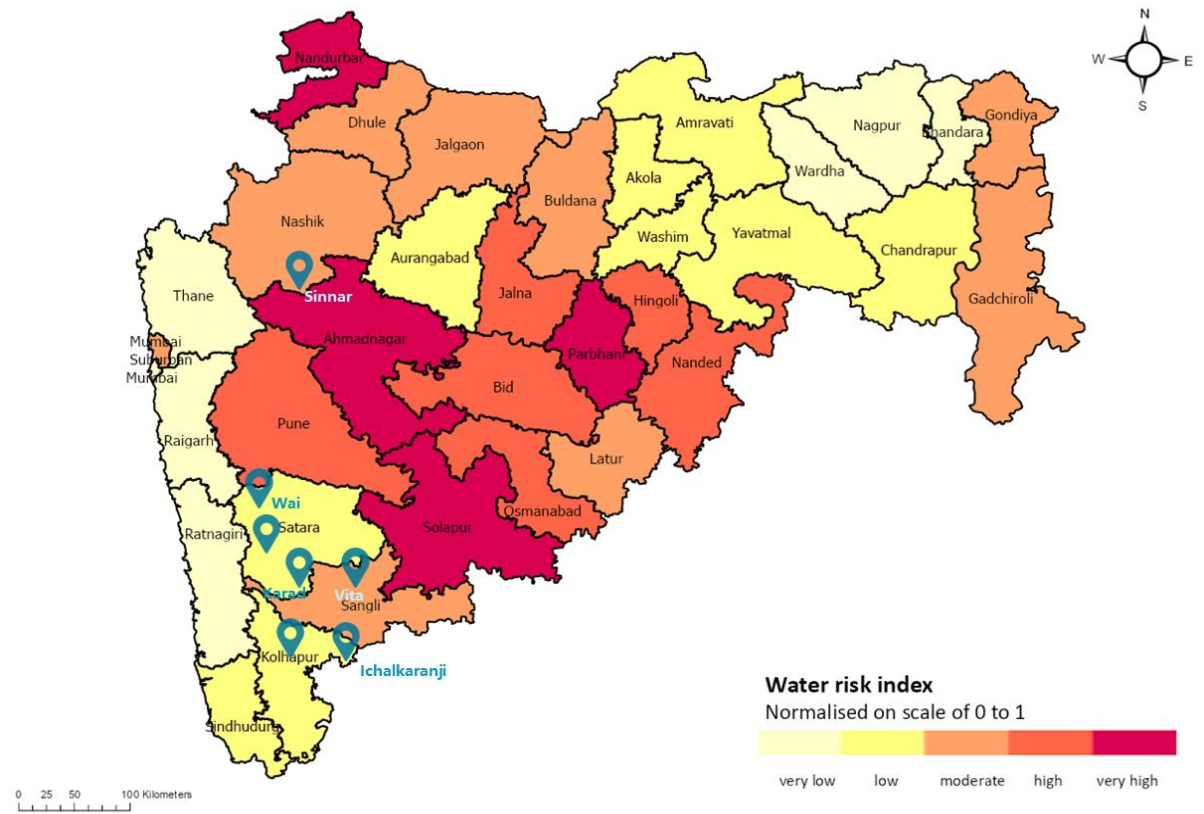 N
W
E
S
Nandurbar
Dhule
Jalgaon
Amravati
Nagpur
Bhandara
Gondiya
Akola
Wardha
Buldana
Nashik
Washim
Yavatmal
Chandrapur
Aurangabad
Thane
Sinnar
Jalna
Hingoli
Gadchiroli
Ahmadnagar
Mumbai
Suburban
Mumbai
Parbhani
Nanded
Bid
Pune
Raigarh
Latur
Wai
Osmanabad
Satara
Solapur
Ratnagiri
Karad
Vita
Sangli
Kolhapur
Ichalkaranji
Sindhudurg
Water risk index
Normalised on scale of 0 to 1
very low low moderate high very high
0 25 50 100 Kilometers